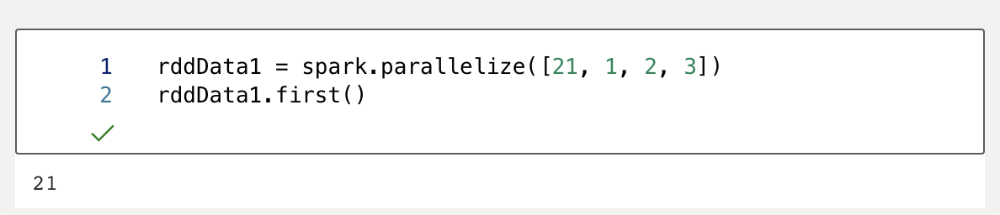 1 rddData1 = spark.parallelize([21, 1, 2, 3])
2 rddData1.first()
21